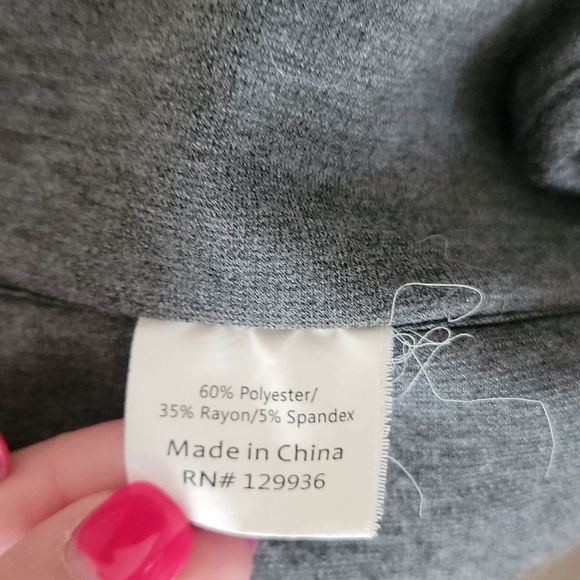 60% Polyester/
35% Rayon/5% Spandex
Made in China
RN# 129936